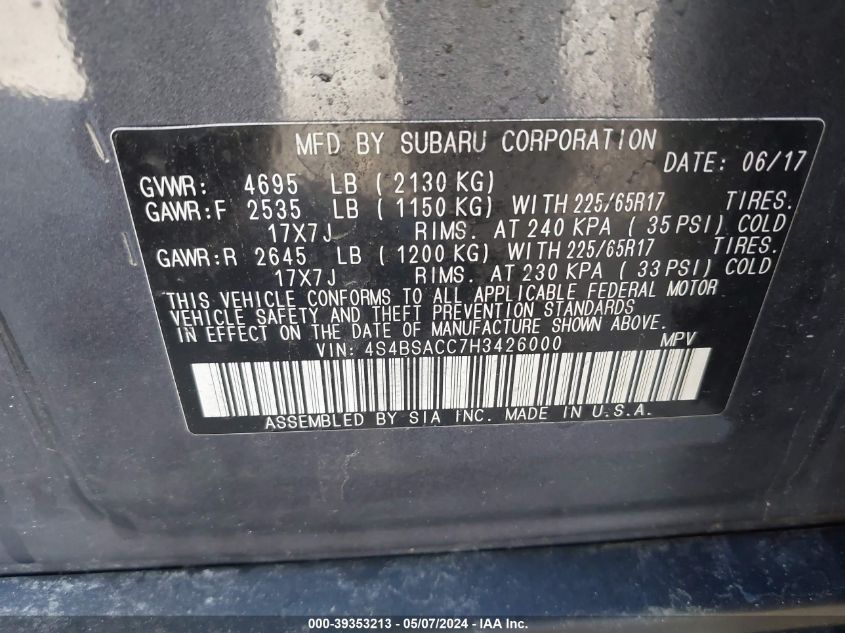 MFD BY SUBARU CORPORATION
DATE: 06/17
GVWR: 4695 LB ( 2130 KG)
GAWR:F 2535 LB ( 1150 KG) WITH 225/65R17 TIRES.
17X7J RIMS. AT 240 KPA ( 35 PSI) COLD
GAWR:R 2645 LB ( 1200 KG) WITH 225/65R17 TIRES.
17X7J RIMS. AT 230 KPA ( 33 PSI) COLD
THIS VEHICLE CONFORMS TO ALL APPLICABLE FEDERAL MOTOR
VEHICLE SAFETY AND THEFT PREVENTION STANDARDS
IN EFFECT ON THE DATE OF MANUFACTURE SHOWN ABOVE.
VIN: 4S4BSACC7H3426000 MPV
ASSEMBLED BY SIA INC. MADE IN U.S.A.
000-39353213 - 05/07/2024 - IAA Inc.